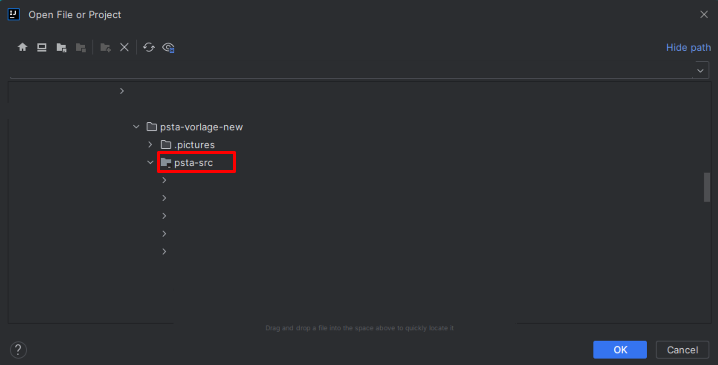 IJ
Open File or Project
Hide path
psta-vorlage-new
.pictures
psta-src
Drag and drop a file into the space above to quickly locate it
?
OK
Cancel